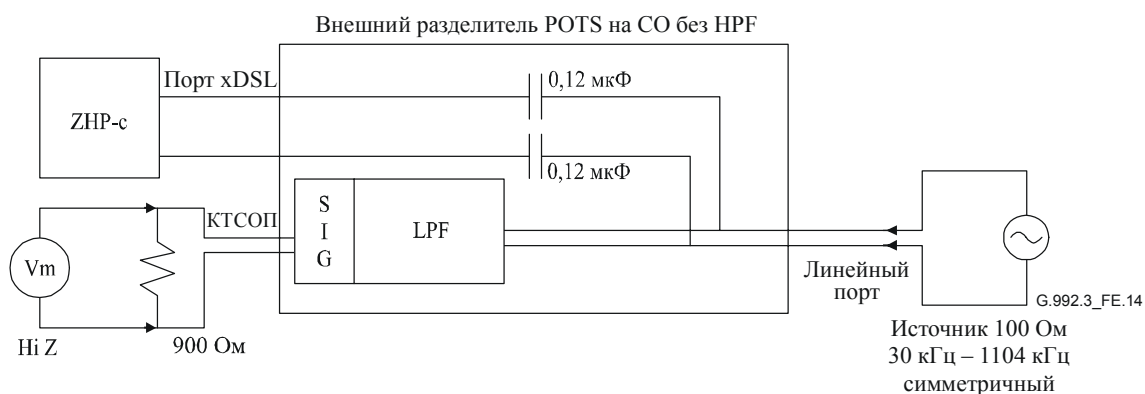 Внешний разделитель POTS на CO без HPF
Порт xDSL
0,12 мкФ
ZHP-c
0,12 мкФ
КТСОП
S
I
G
LPF
Vm
Линейный
порт
G.992.3_FE.14
Hi Z
900 Ом
Источник 100 Ом
30 кГц – 1104 кГц
симметричный